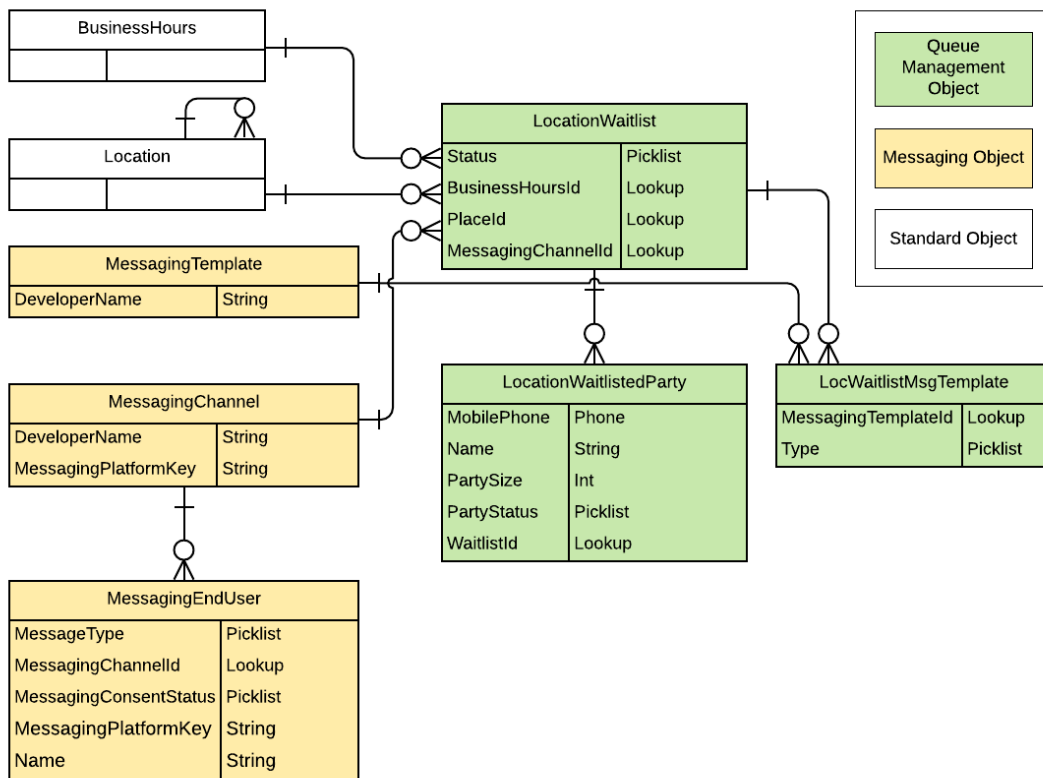 BusinessHours
Location
LocationWaitlist
Status Picklist
BusinessHoursId Lookup
PlaceId Lookup
MessagingChannelId Lookup
Queue
Management
Object
Messaging Object
Standard Object
MessagingTemplate
DeveloperName String
MessagingChannel
DeveloperName String
MessagingPlatformKey String
LocationWaitlistedParty
MobilePhone Phone
Name String
PartySize Int
PartyStatus Picklist
WaitlistId Lookup
LocWaitlistMsgTemplate
MessagingTemplateId Lookup
Type Picklist
MessagingEndUser
MessageType Picklist
MessagingChannelId Lookup
MessagingConsentStatus Picklist
MessagingPlatformKey String
Name String